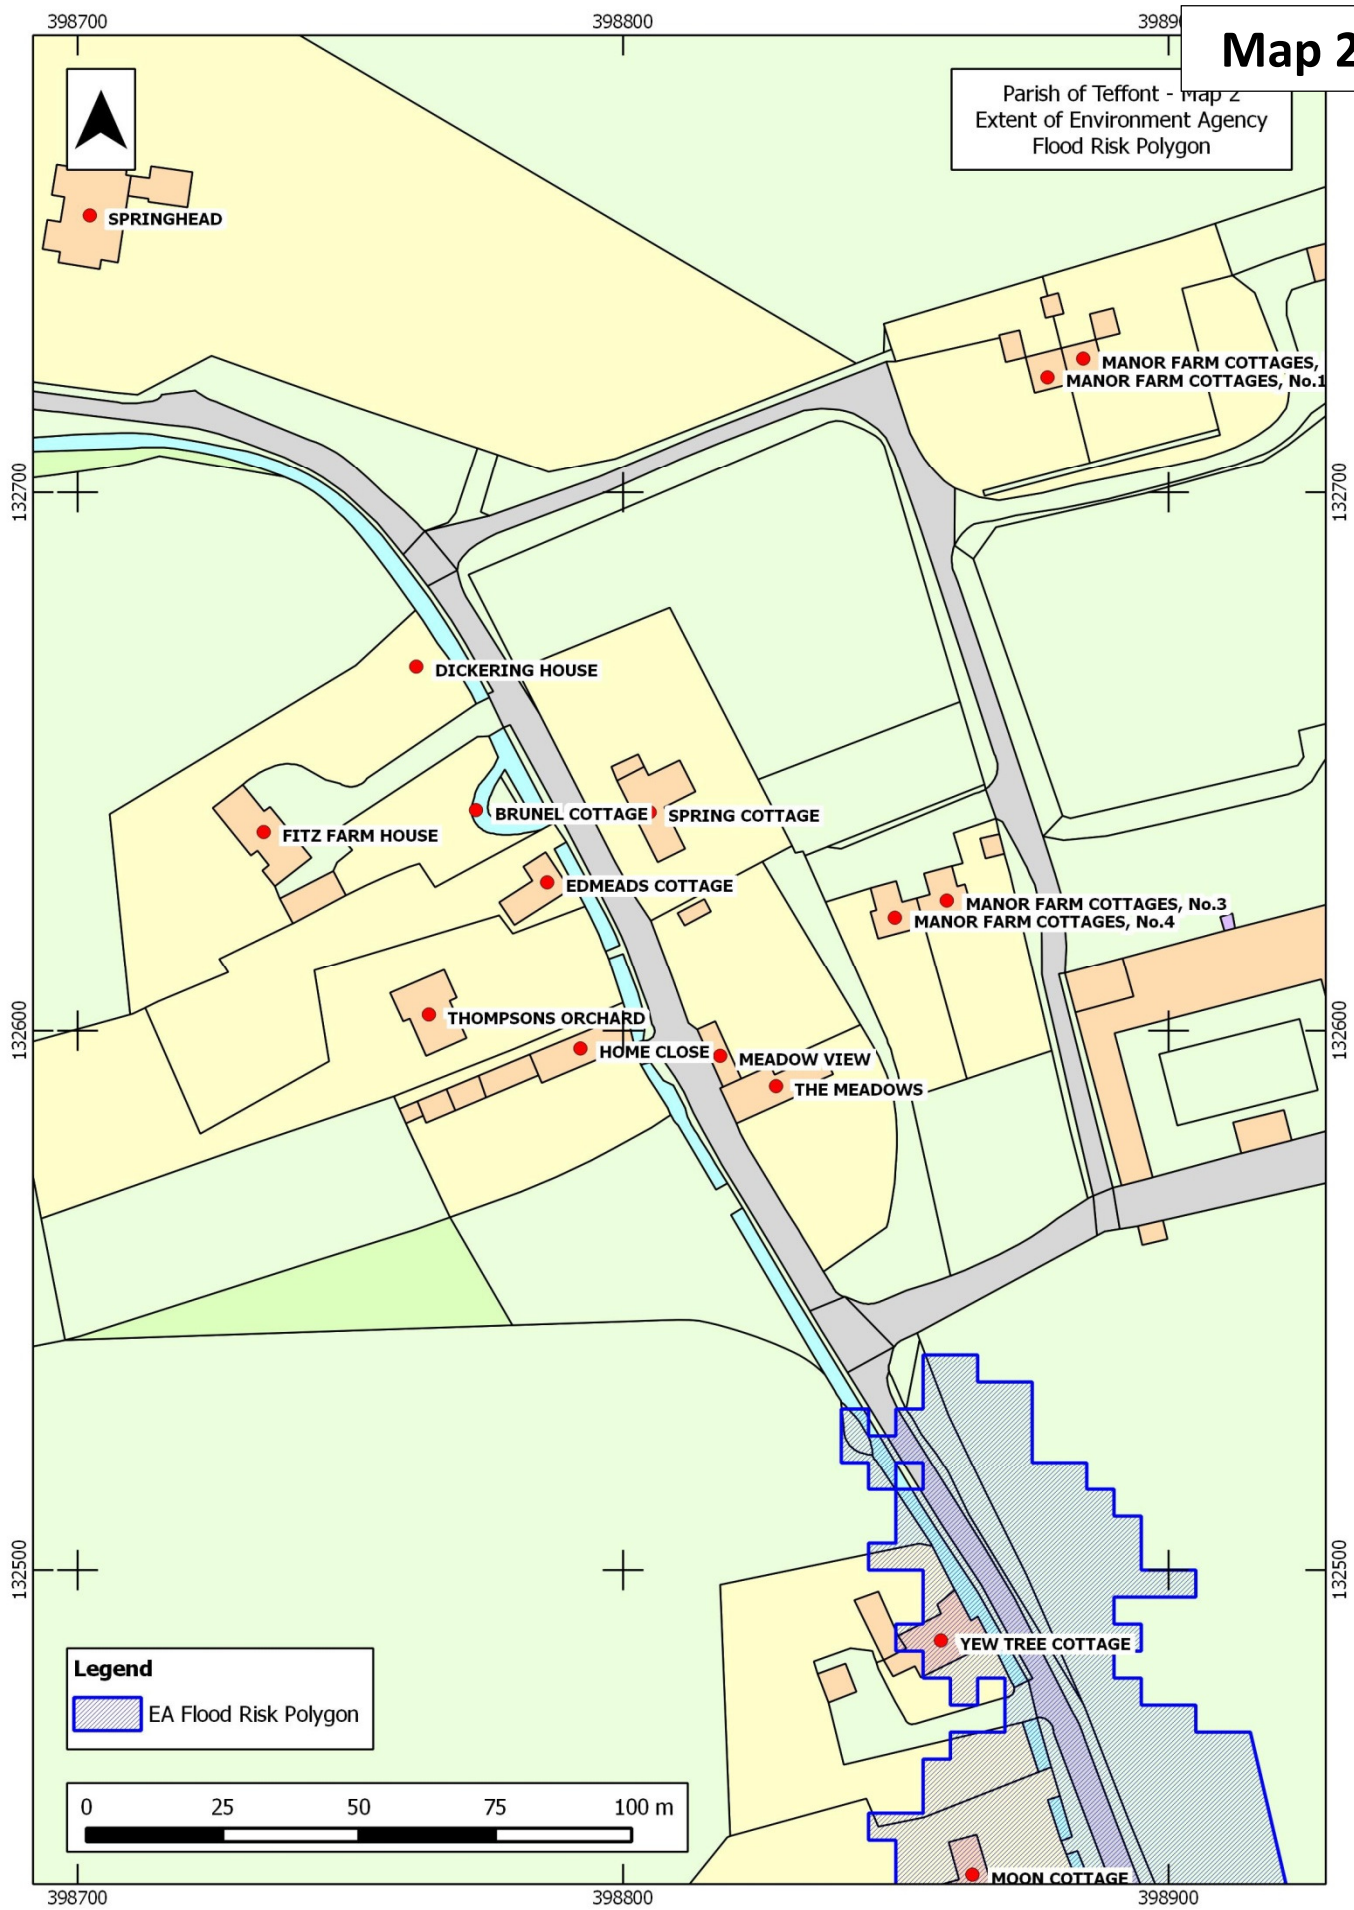 398700
398800
3989
Map 2
Parish of Teffont - Map 2
Extent of Environment Agency
Flood Risk Polygon
SPRINGHEAD
MANOR FARM COTTAGES,
MANOR FARM COTTAGES, No.1
132700
132700
DICKERING HOUSE
BRUNEL COTTAGE
SPRING COTTAGE
FITZ FARM HOUSE
EDMEADS COTTAGE
MANOR FARM COTTAGES, No.3
MANOR FARM COTTAGES, No.4
THOMPSONS ORCHARD
132600
132600
HOME CLOSE
MEADOW VIEW
THE MEADOWS
132500
132500
YEW TREE COTTAGE
Legend
EA Flood Risk Polygon
0 25 50 75 100 m
MOON COTTAGE
398700
398800
398900